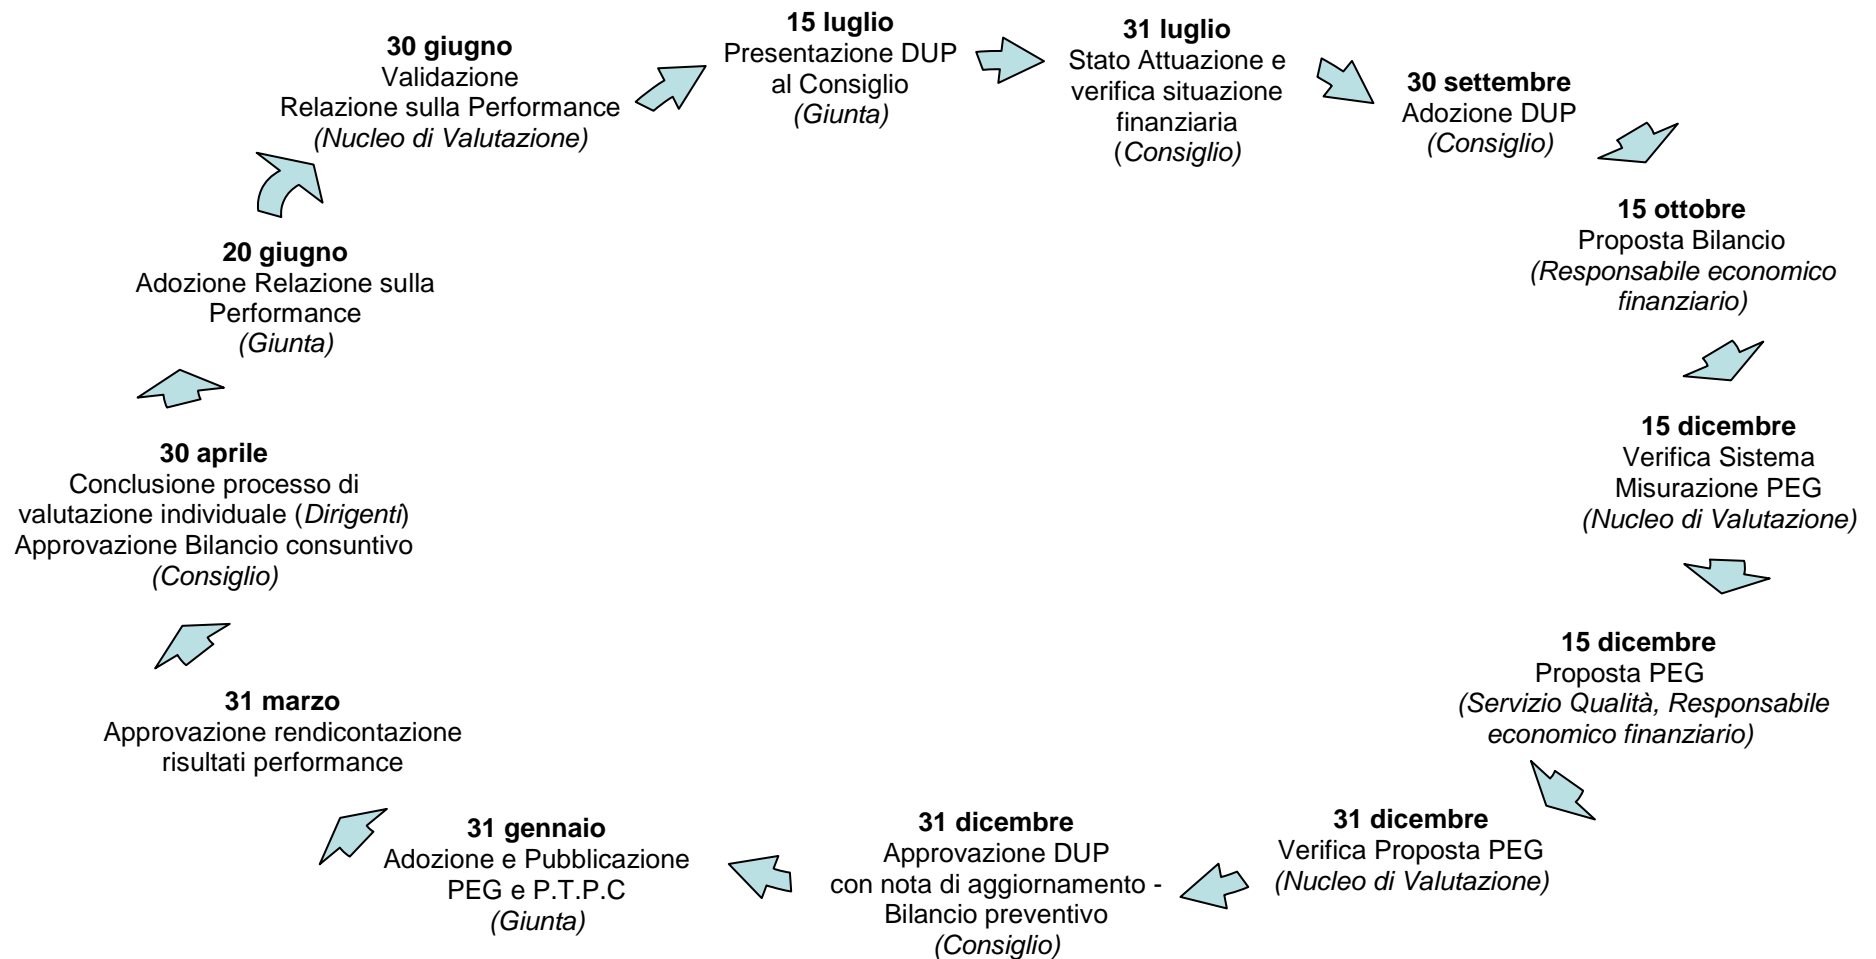 15 luglio
Presentazione DUP
al Consiglio
(Giunta)
31 luglio
Stato Attuazione e
verifica situazione
finanziaria
(Consiglio)
30 settembre
Adozione DUP
(Consiglio)
15 ottobre
Proposta Bilancio
(Responsabile economico
finanziario)
15 dicembre
Verifica Sistema
Misurazione PEG
(Nucleo di Valutazione)
15 dicembre
Proposta PEG
(Servizio Qualità, Responsabile
economico finanziario)
31 dicembre
Verifica Proposta PEG
(Nucleo di Valutazione)
31 dicembre
Approvazione DUP
con nota di aggiornamento -
Bilancio preventivo
(Consiglio)
31 gennaio
Adozione e Pubblicazione
PEG e P.T.P.C
(Giunta)
31 marzo
Approvazione rendicontazione
risultati performance
30 aprile
Conclusione processo di
valutazione individuale (Dirigenti)
Approvazione Bilancio consuntivo
(Consiglio)
20 giugno
Adozione Relazione sulla
Performance
(Giunta)
30 giugno
Validazione
Relazione sulla Performance
(Nucleo di Valutazione)